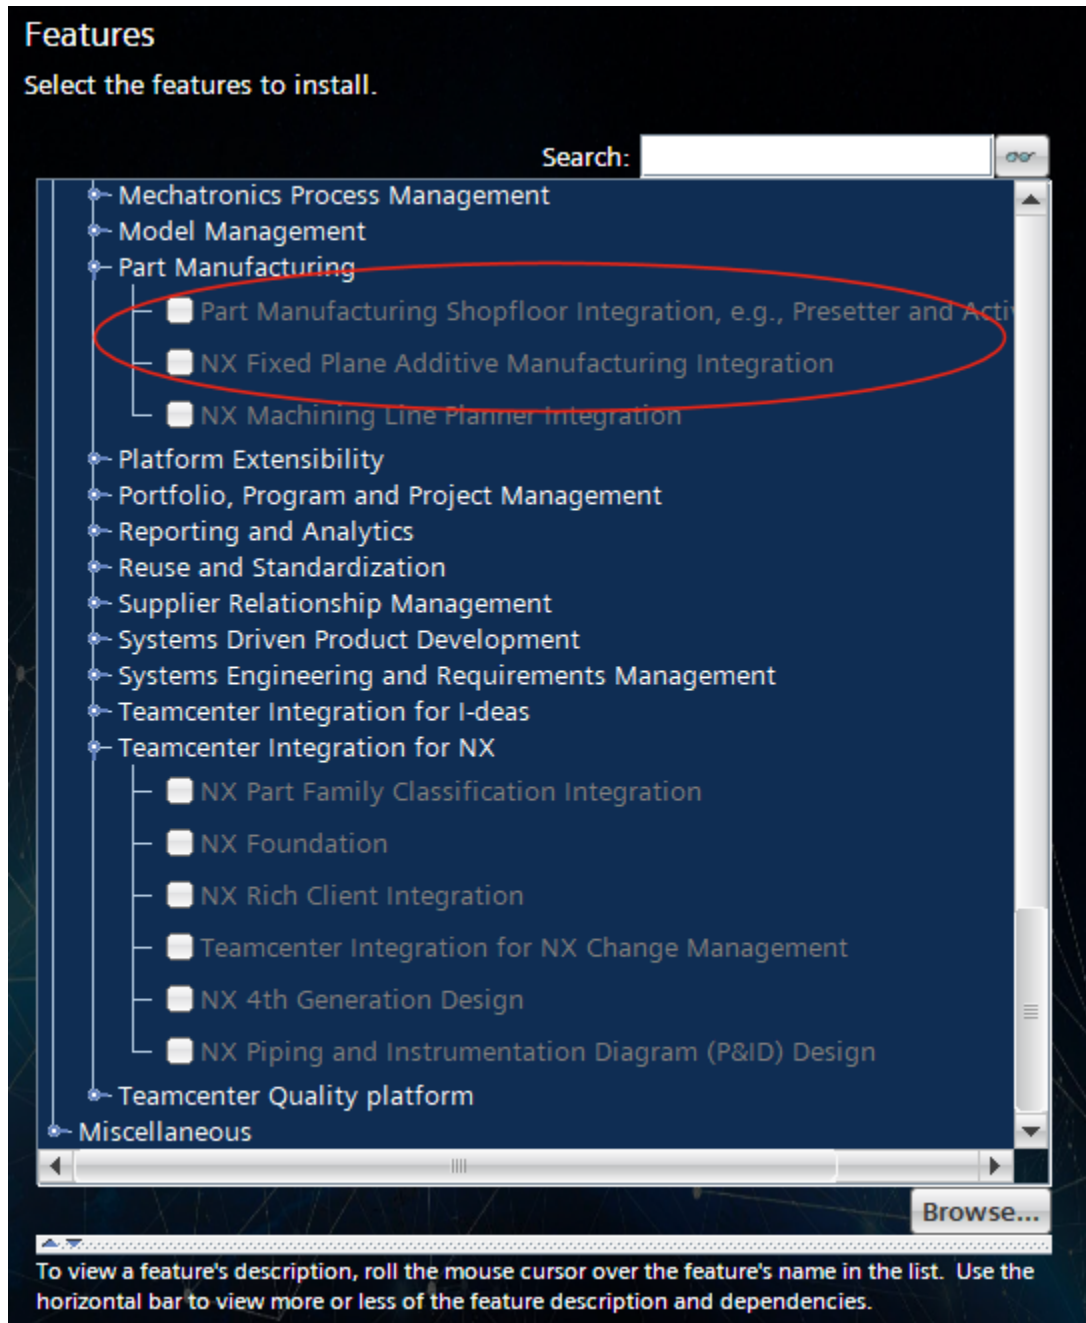 Features
Select the features to install.
Search:
Mechatronics Process Management
Model Management
Part Manufacturing
Part Manufacturing Shopfloor Integration, e.g., Presetter and Activ
NX Fixed Plane Additive Manufacturing Integration
NX Machining Line Planner Integration
Platform Extensibility
Portfolio, Program and Project Management
Reporting and Analytics
Reuse and Standardization
Supplier Relationship Management
Systems Driven Product Development
Systems Engineering and Requirements Management
Teamcenter Integration for I-deas
Teamcenter Integration for NX
NX Part Family Classification Integration
NX Foundation
NX Rich Client Integration
Teamcenter Integration for NX Change Management
NX 4th Generation Design
NX Piping and Instrumentation Diagram (P&ID) Design
Teamcenter Quality platform
Miscellaneous
Browse...
To view a feature's description, roll the mouse cursor over the feature's name in the list. Use the
horizontal bar to view more or less of the feature description and dependencies.